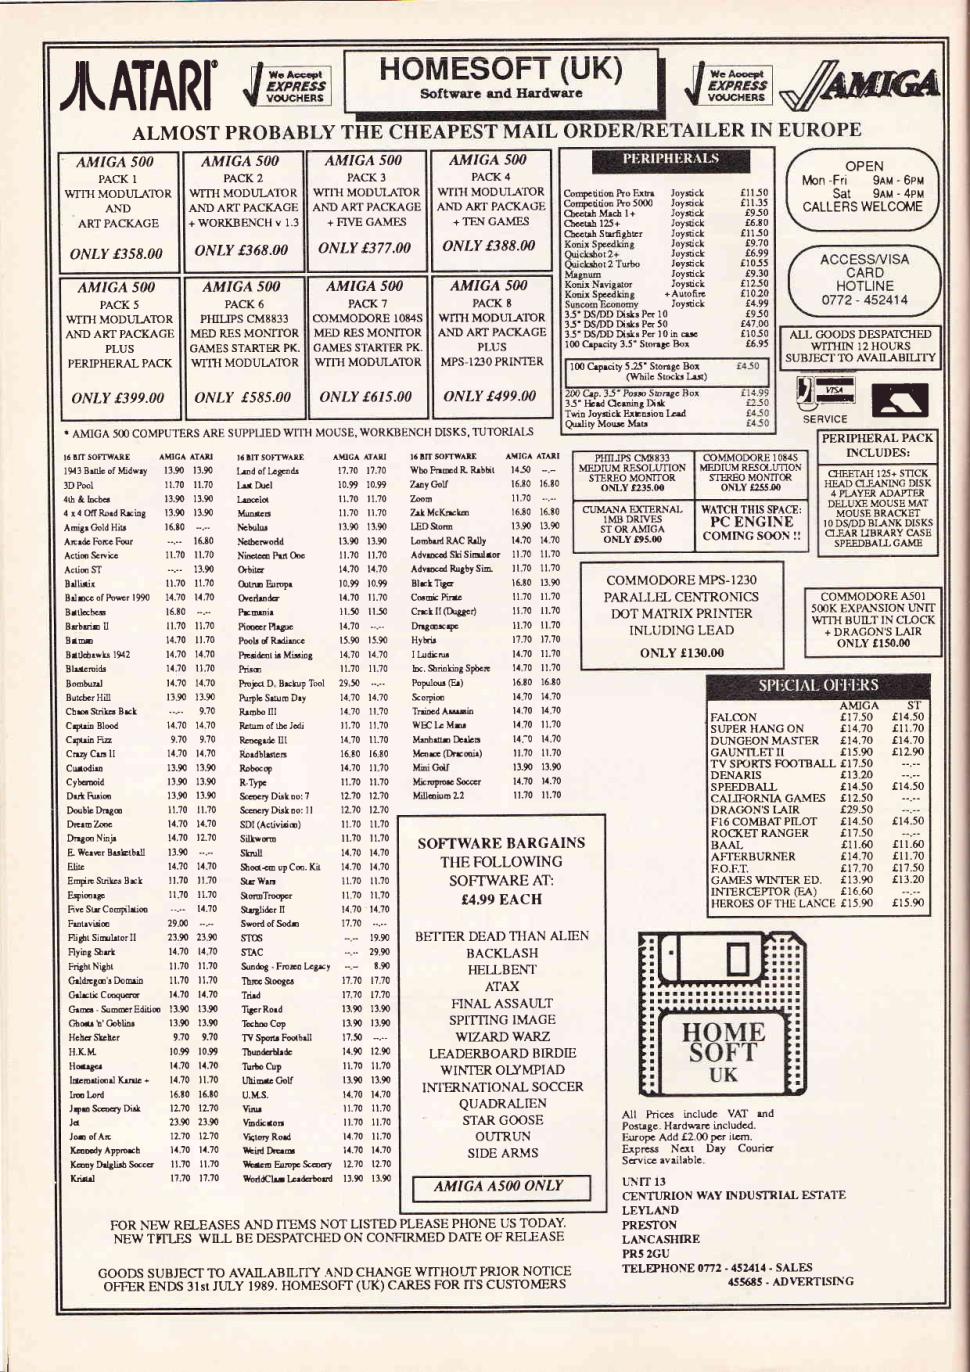 ATARI
We Accept
EXPRESS
VOUCHERS
HOMESOFT (UK)
Software and Hardware
We Accept
EXPRESS
VOUCHERS
AMIGA
ALMOST PROBABLY THE CHEAPEST MAIL ORDER/RETAILER IN EUROPE
AMIGA 500
PACK 1
WITH MODULATOR
AND
ART PACKAGE
ONLY £358.00
AMIGA 500
PACK 2
WITH MODULATOR
AND ART PACKAGE
+ WORKBENCH v 1.3
ONLY £368.00
AMIGA 500
PACK 3
WITH MODULATOR
AND ART PACKAGE
+ FIVE GAMES
ONLY £377.00
AMIGA 500
PACK 4
WITH MODULATOR
AND ART PACKAGE
+ TEN GAMES
ONLY £388.00
AMIGA 500
PACK 5
WITH MODULATOR
AND ART PACKAGE
PLUS
PERIPHERAL PACK
ONLY £399.00
AMIGA 500
PACK 6
PHILIPS CM8833
MED RES MONITOR
GAMES STARTER PK.
WITH MODULATOR
ONLY £585.00
AMIGA 500
PACK 7
COMMODORE 1084S
MED RES MONITOR
GAMES STARTER PK.
WITH MODULATOR
ONLY £615.00
AMIGA 500
PACK 8
WITH MODULATOR
AND ART PACKAGE
PLUS
MPS-1230 PRINTER
ONLY £499.00
* AMIGA 500 COMPUTERS ARE SUPPLIED WITH MOUSE, WORKBENCH DISKS, TUTORIALS
PERIPHERALS
Competition Pro Extra Joystick £11.50
Competition Pro 5000 Joystick £11.35
Cheetah Mach 1+ Joystick £9.50
Cheetah 125+ Joystick £6.80
Cheetah Starfighter Joystick £11.50
Konix Speedking Joystick £9.70
Quickshot 2+ Joystick £6.99
Quickshot 2 Turbo Joystick £10.55
Magnum Joystick £9.30
Konix Navigator Joystick £12.50
Konix Speedking + Autofire £10.20
Suncom Economy Joystick £4.99
3.5" DS/DD Disks Per 10 £9.50
3.5" DS/DD Disks Per 50 £47.00
3.5" DS/DD Disks Per 10 in case £10.50
100 Capacity 3.5" Storage Box £6.95
100 Capacity 5.25" Storage Box £4.50
(While Stocks Last)
200 Cap. 3.5" Posso Storage Box £14.99
3.5" Head Cleaning Disk £2.50
Twin Joystick Extension Lead £4.50
Quality Mouse Mats £4.50
OPEN
Mon -Fri 9AM - 6PM
Sat 9AM - 4PM
CALLERS WELCOME
ACCESS/VISA
CARD
HOTLINE
0772 - 452414
ALL GOODS DESPATCHED
WITHIN 12 HOURS
SUBJECT TO AVAILABILITY
VISA
SERVICE
PERIPHERAL PACK
INCLUDES:
CHEETAH 125+ STICK
HEAD CLEANING DISK
4 PLAYER ADAPTER
DELUXE MOUSE MAT
MOUSE BRACKET
10 DS/DD BLANK DISKS
CLEAR LIBRARY CASE
SPEEDBALL GAME
16 BIT SOFTWARE AMIGA ATARI
1943 Battle of Midway 13.90 13.90
3D Pool 11.70 11.70
4th & Inches 13.90 13.90
4 x 4 Off Road Racing 13.90 13.90
Amiga Gold Hits 16.80 --.--
Arcade Force Four --.-- 16.80
Action Service 11.70 11.70
Action ST --.-- 13.90
Ballistix 11.70 11.70
Balance of Power 1990 14.70 14.70
Battlechess 16.80 --.--
Barbarian II 11.70 11.70
Batman 14.70 11.70
Battlehawks 1942 14.70 14.70
Blasteroids 14.70 11.70
Bombuzal 14.70 14.70
Butcher Hill 13.90 13.90
Chaos Strikes Back --.-- 9.70
Captain Blood 14.70 14.70
Captain Fizz 9.70 9.70
Crazy Cars II 14.70 14.70
Custodian 13.90 13.90
Cybernoid 13.90 13.90
Dark Fusion 13.90 13.90
Double Dragon 11.70 11.70
Dream Zone 14.70 14.70
Dragon Ninja 14.70 12.70
E. Weaver Basketball 13.90 --.--
Elite 14.70 14.70
Empire Strikes Back 11.70 11.70
Espionage 11.70 11.70
Five Star Compilation --.-- 14.70
Fantavision 29.00 --.--
Flight Simulator II 23.90 23.90
Flying Shark 14.70 14.70
Fright Night 11.70 11.70
Galdregon's Domain 11.70 11.70
Galactic Conqueror 14.70 14.70
Games - Summer Edition 13.90 13.90
Ghosts 'n' Goblins 13.90 13.90
Helter Skelter 9.70 9.70
H.K.M. 10.99 10.99
Hostages 14.70 11.70
International Karate + 14.70 11.70
Iron Lord 16.80 16.80
Japan Scenery Disk 12.70 12.70
Jet 23.90 23.90
Joan of Arc 12.70 12.70
Kennedy Approach 14.70 14.70
Kenny Dalglish Soccer 11.70 11.70
Kristal 17.70 17.70
16 BIT SOFTWARE AMIGA ATARI
Land of Legends 17.70 17.70
Last Duel 10.99 10.99
Lancelot 11.70 11.70
Munsters 11.70 11.70
Nebulus 13.90 13.90
Netherworld 13.90 13.90
Nineteen Part One 11.70 11.70
Orbiter 14.70 11.70
Outrun Europa 10.99 10.99
Overlander 14.70 11.70
Pacmania 11.50 11.50
Pioneer Plague 14.70 --.--
Pools of Radiance 15.90 15.90
President is Missing 14.70 14.70
Prison 11.70 11.70
Project D. Backup Tool 29.50 --.--
Purple Saturn Day 14.70 14.70
Rambo III 14.70 11.70
Return of the Jedi 11.70 11.70
Renegade III 14.70 11.70
Roadblasters 16.80 16.80
Robocop 14.70 11.70
R-Type 11.70 11.70
Scenery Disk no: 7 12.70 12.70
Scenery Disk no: 11 12.70 12.70
SDI (Activision) 11.70 11.70
Silkworm 11.70 11.70
Skrull 14.70 14.70
Shoot-em up Con. Kit 14.70 14.70
Star Wars 11.70 11.70
StormTrooper 11.70 11.70
Starglider II 14.70 14.70
Sword of Sodan 17.70 --.--
STOS --.-- 19.90
STAC --.-- 29.90
Sundog - Frozen Legacy --.-- 8.90
Three Stooges 17.70 17.70
Triad 17.70 17.70
Tiger Road 13.90 13.90
Techno Cop 13.90 13.90
TV Sports Football 17.50 --.--
Thunderblade 14.90 12.90
Turbo Cup 11.70 11.70
Ultimate Golf 13.90 13.90
U.M.S. 14.70 14.70
Virus 11.70 11.70
Vindicators 11.70 11.70
Victory Road 14.70 11.70
Weird Dreams 14.70 14.70
Western Europe Scenery 12.70 12.70
WorldClass Leaderboard 13.90 13.90
16 BIT SOFTWARE AMIGA ATARI
Who Framed R. Rabbit 14.50 --.--
Zany Golf 16.80 16.80
Zoom 11.70 --.--
Zak McKracken 16.80 16.80
LED Storm 13.90 13.90
Lombard RAC Rally 14.70 14.70
Advanced Ski Simulator 11.70 11.70
Advanced Rugby Sim. 11.70 11.70
Black Tiger 16.80 13.90
Cosmic Pirate 11.70 11.70
Crack II (Dugger) 11.70 11.70
Dragonscape 11.70 11.70
Hybris 17.70 17.70
I Ludicrus 14.70 11.70
Inc. Shrinking Sphere 14.70 11.70
Populous (Ea) 16.80 16.80
Scorpion 14.70 14.70
Trained Assassin 14.70 14.70
WEC Le Mans 14.70 11.70
Manhattan Dealers 14.70 14.70
Menace (Draconia) 11.70 11.70
Mini Golf 13.90 13.90
Microprose Soccer 14.70 14.70
Millenium 2.2 11.70 11.70
PHILIPS CM8833
MEDIUM RESOLUTION
STEREO MONITOR
ONLY £235.00
COMMODORE 1084S
MEDIUM RESOLUTION
STEREO MONITOR
ONLY £255.00
CUMANA EXTERNAL
1MB DRIVES
ST OR AMIGA
ONLY £95.00
WATCH THIS SPACE:
PC ENGINE
COMING SOON !!
COMMODORE MPS-1230
PARALLEL CENTRONICS
DOT MATRIX PRINTER
INLUDING LEAD
ONLY £130.00
COMMODORE A501
500K EXPANSION UNIT
WITH BUILT IN CLOCK
+ DRAGON'S LAIR
ONLY £150.00
SPECIAL OFFERS
AMIGA ST
FALCON £17.50 £14.50
SUPER HANG ON £14.70 £11.70
DUNGEON MASTER £14.70 £14.70
GAUNTLET II £15.90 £12.90
TV SPORTS FOOTBALL £17.50 --.--
DENARIS £13.20 --.--
SPEEDBALL £14.50 £14.50
CALIFORNIA GAMES £12.50 --.--
DRAGON'S LAIR £29.50 --.--
F16 COMBAT PILOT £14.50 £14.50
ROCKET RANGER £17.50 --.--
BAAL £11.60 £11.60
AFTERBURNER £14.70 £11.70
F.O.F.T. £17.70 £17.50
GAMES WINTER ED. £13.90 £13.20
INTERCEPTOR (EA) £16.60 --.--
HEROES OF THE LANCE £15.90 £15.90
SOFTWARE BARGAINS
THE FOLLOWING
SOFTWARE AT:
£4.99 EACH
BETTER DEAD THAN ALIEN
BACKLASH
HELLBENT
ATAX
FINAL ASSAULT
SPITTING IMAGE
WIZARD WARZ
LEADERBOARD BIRDIE
WINTER OLYMPIAD
INTERNATIONAL SOCCER
QUADRALIEN
STAR GOOSE
OUTRUN
SIDE ARMS
AMIGA A500 ONLY
HOME
SOFT
UK
All Prices include VAT and
Postage. Hardware included.
Europe Add £2.00 per item.
Express Next Day Courier
Service available.
UNIT 13
CENTURION WAY INDUSTRIAL ESTATE
LEYLAND
PRESTON
LANCASHIRE
PR5 2GU
TELEPHONE 0772 - 452414 - SALES
455685 - ADVERTISING
FOR NEW RELEASES AND ITEMS NOT LISTED PLEASE PHONE US TODAY.
NEW TITLES WILL BE DESPATCHED ON CONFIRMED DATE OF RELEASE
GOODS SUBJECT TO AVAILABILITY AND CHANGE WITHOUT PRIOR NOTICE
OFFER ENDS 31st JULY 1989. HOMESOFT (UK) CARES FOR ITS CUSTOMERS